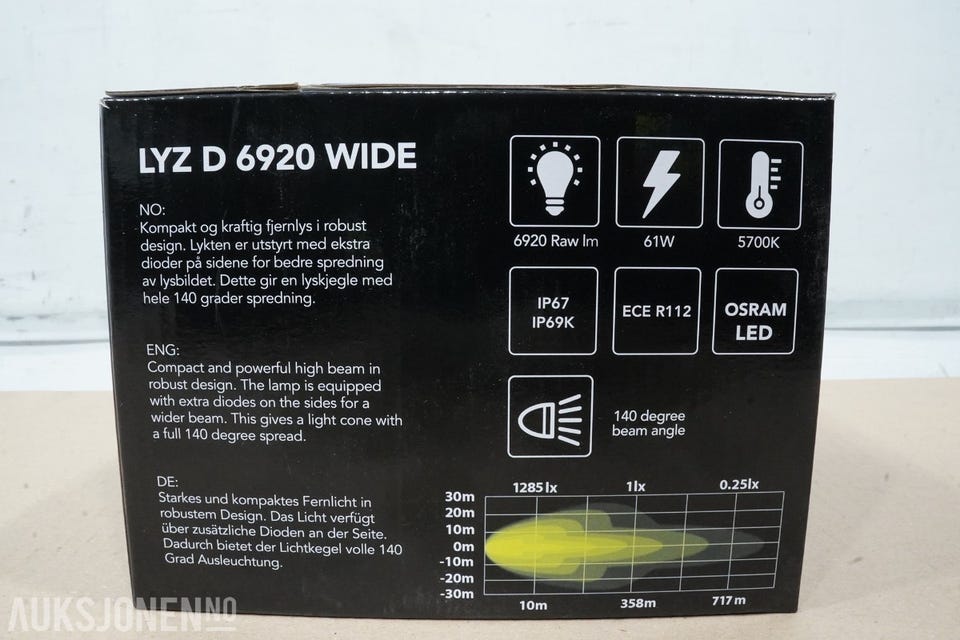 LYZ D 6920 WIDE
NO:
Kompakt og kraftig fjernlys i robust
design. Lykten er utstyrt med ekstra
dioder på sidene for bedre spredning
av lysbildet. Dette gir en lyskjegle med
hele 140 grader spredning.
ENG:
Compact and powerful high beam in
robust design. The lamp is equipped
with extra diodes on the sides for a
wider beam. This gives a light cone with
a full 140 degree spread.
DE:
Starkes und kompaktes Fernlicht in
robustem Design. Das Licht verfügt
über zusätzliche Dioden an der Seite.
Dadurch bietet der Lichtkegel volle 140
Grad Ausleuchtung.
6920 Raw lm
61W
5700K
IP67
IP69K
ECE R112
OSRAM
LED
140 degree
beam angle
1285 lx 1lx 0.25lx
30m
20m
10m
0m
-10m
-20m
-30m
10m 358m 717 m
AUKSJONEN.NO